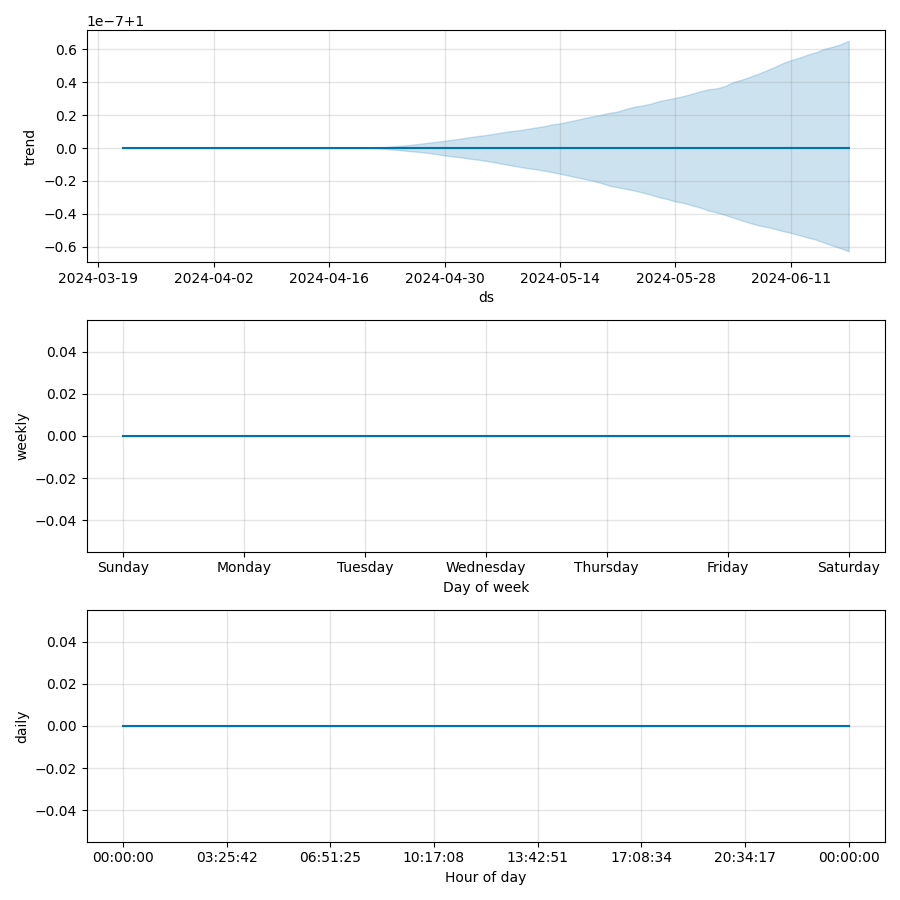 1e−7+1
0.6
0.4
0.2
0.0
−0.2
−0.4
−0.6
trend
2024-03-19 2024-04-02 2024-04-16 2024-04-30 2024-05-14 2024-05-28 2024-06-11
ds
0.04
0.02
0.00
−0.02
−0.04
weekly
Sunday Monday Tuesday Wednesday Thursday Friday Saturday
Day of week
0.04
0.02
0.00
−0.02
−0.04
daily
00:00:00 03:25:42 06:51:25 10:17:08 13:42:51 17:08:34 20:34:17 00:00:00
Hour of day